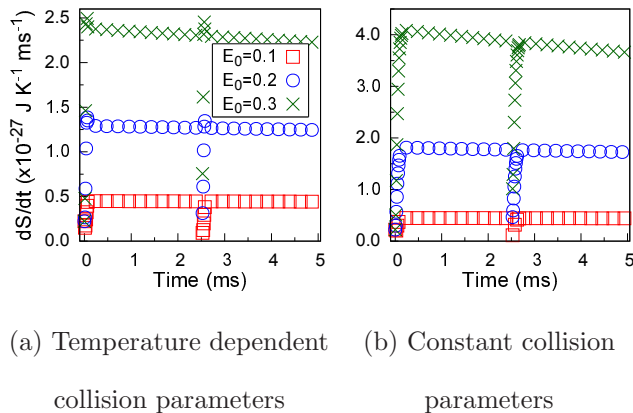 dS/dt (x10⁻²⁷ J K⁻¹ ms⁻¹)
2.5
2.0
1.5
1.0
0.5
0.0
E₀=0.1
E₀=0.2
E₀=0.3
0 1 2 3 4 5
Time (ms)
4.0
3.0
2.0
1.0
0.0
0 1 2 3 4 5
Time (ms)
(a) Temperature dependent
collision parameters
(b) Constant collision
parameters